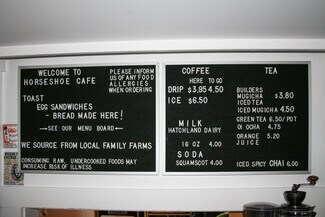 WELCOME TO
HORSESHOE CAFE
PLEASE INFORM
US OF ANY FOOD
ALLERGIES
WHEN ORDERING
TOAST
EGG SANDWICHES
- BREAD MADE HERE!
→SEE OUR MENU BOARD←
WE SOURCE FROM LOCAL FAMILY FARMS
CONSUMING RAW, UNDERCOOKED FOODS MAY
INCREASE RISK OF ILLNESS
COFFEE
HERE TO GO
DRIP $3.95 4.50
ICE $6.50
MILK
HATCHLAND DAIRY
16 OZ 4.00
SODA
SQUAMSCOT 4.00
TEA
BUILDERS
MUGICHA $3.80
ICED TEA
ICED MUGICHA 4.50
GREEN TEA 6.50/POT
OI OCHA 4.75
ORANGE 5.20
JUICE
ICED SPICY CHAI 6.00